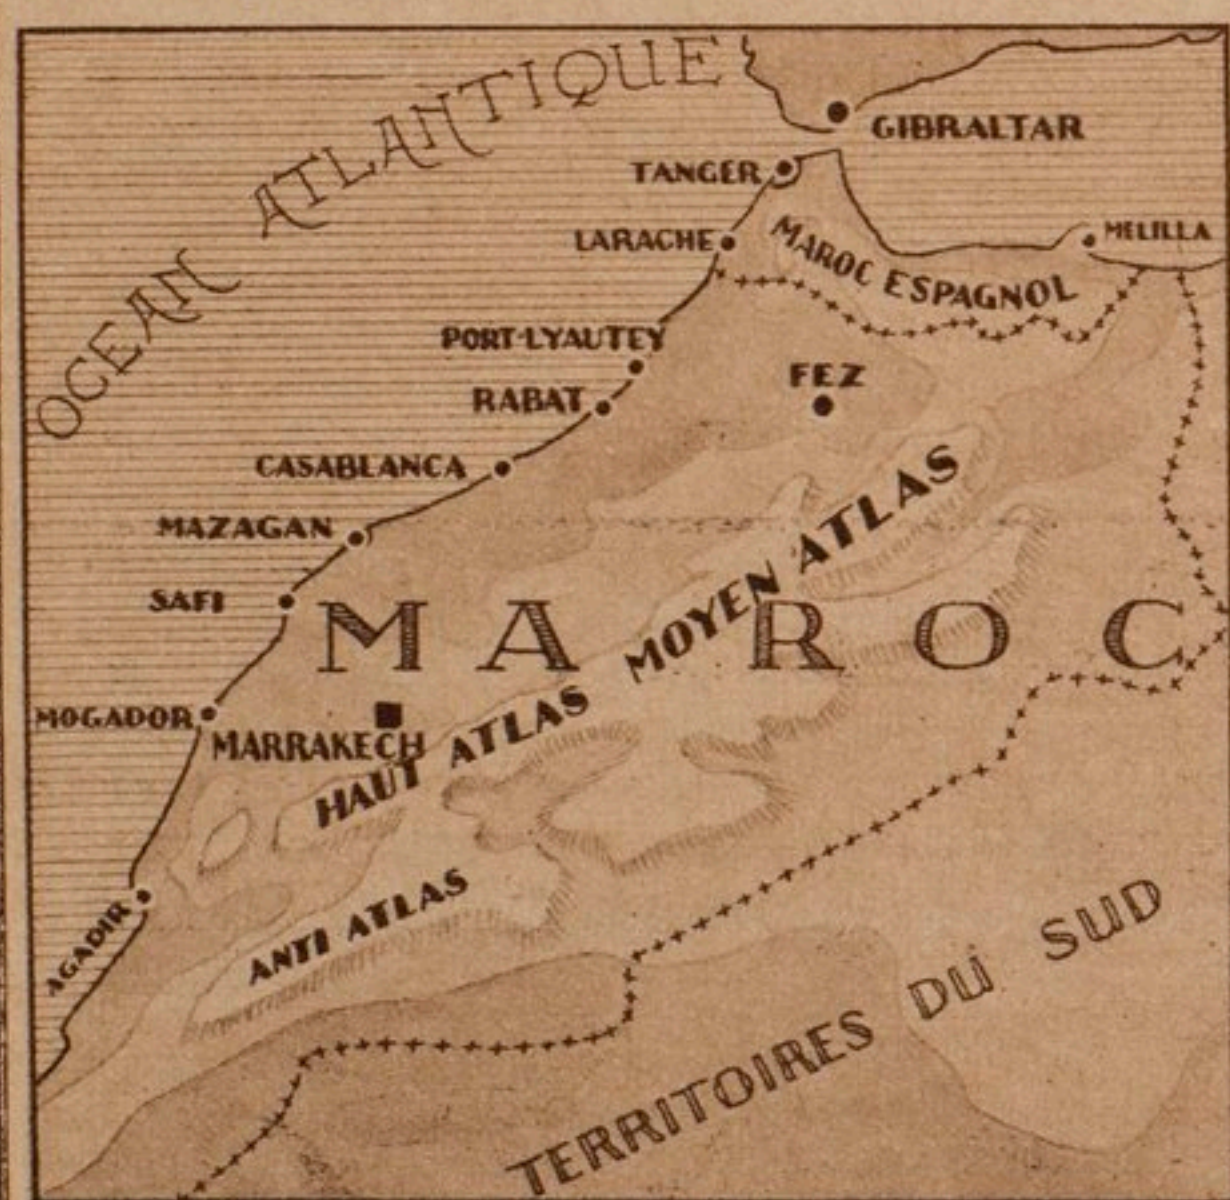 OCEAN ATLANTIQUE
GIBRALTAR
TANGER
LARACHE
MELILLA
MAROC ESPAGNOL
PORT-LYAUTEY
FEZ
RABAT
CASABLANCA
MAZAGAN
MOYEN ATLAS
SAFI
MAROC
MOGADOR
MARRAKECH
HAUT ATLAS
AGADIR
ANTI ATLAS
TERRITOIRES DU SUD